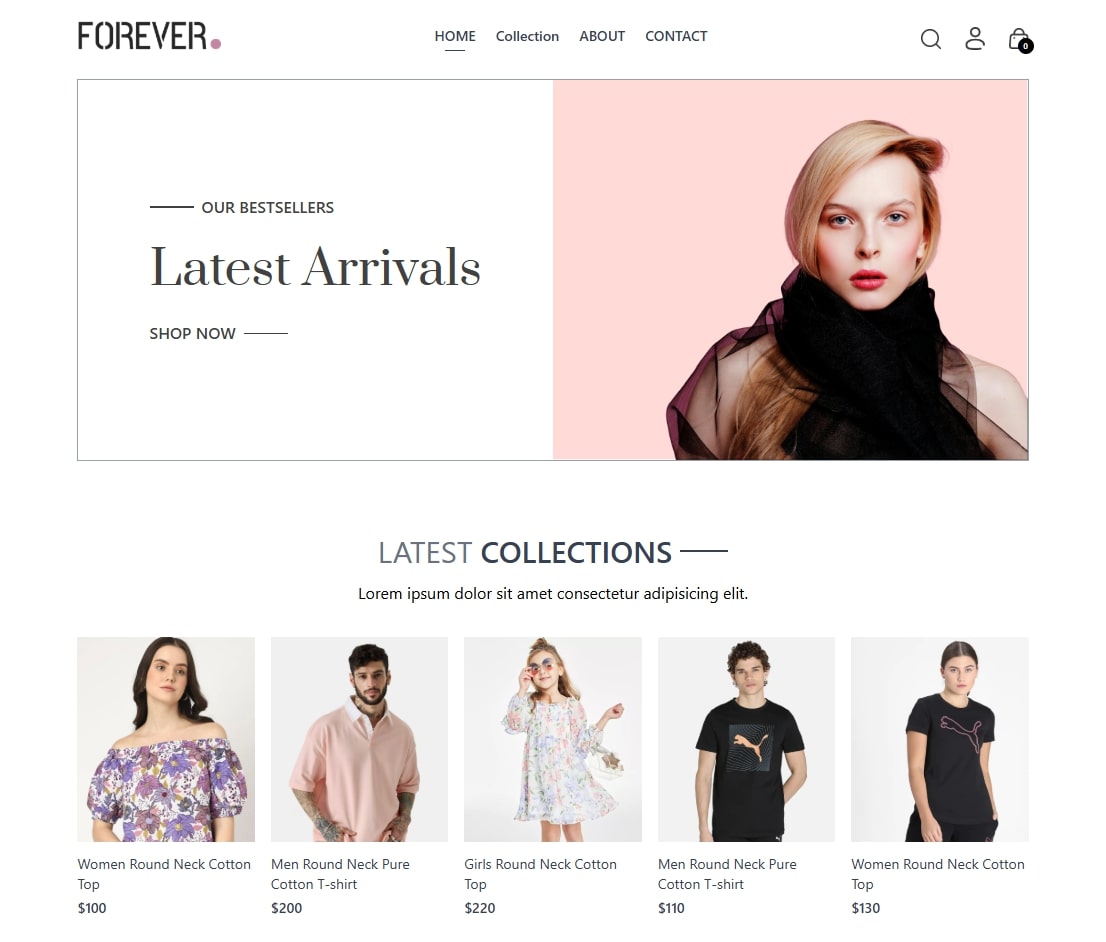 FOREVER.
HOME Collection ABOUT CONTACT
0
OUR BESTSELLERS
Latest Arrivals
SHOP NOW
LATEST COLLECTIONS
Lorem ipsum dolor sit amet consectetur adipisicing elit.
Women Round Neck Cotton
Top
$100
Men Round Neck Pure
Cotton T-shirt
$200
Girls Round Neck Cotton
Top
$220
Men Round Neck Pure
Cotton T-shirt
$110
Women Round Neck Cotton
Top
$130